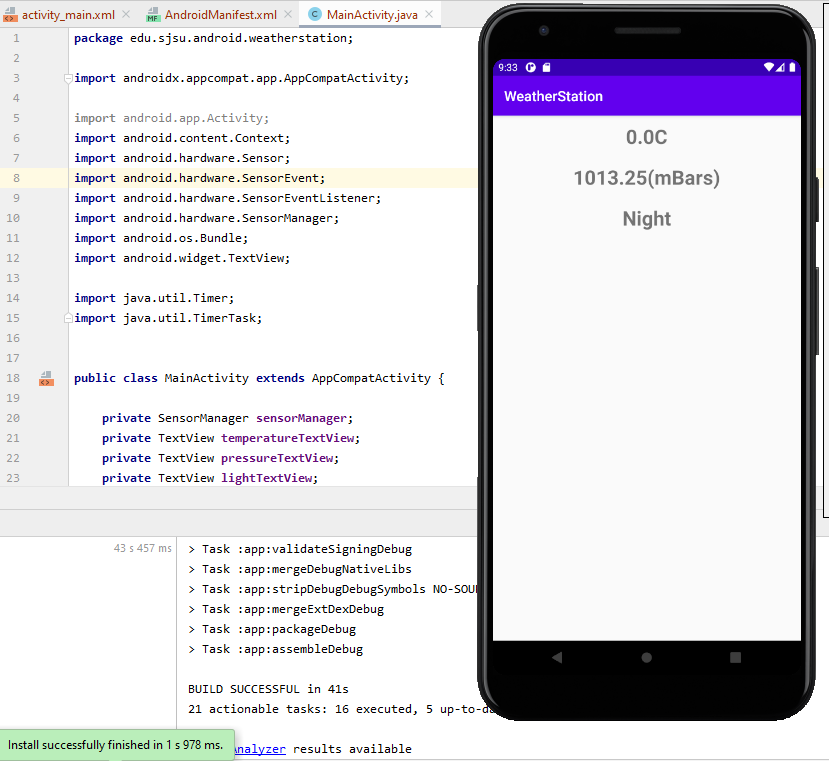 activity_main.xml AndroidManifest.xml MainActivity.java
1 package edu.sjsu.android.weatherstation;
2
3 import androidx.appcompat.app.AppCompatActivity;
4
5 import android.app.Activity;
6 import android.content.Context;
7 import android.hardware.Sensor;
8 import android.hardware.SensorEvent;
9 import android.hardware.SensorEventListener;
10 import android.hardware.SensorManager;
11 import android.os.Bundle;
12 import android.widget.TextView;
13
14 import java.util.Timer;
15 import java.util.TimerTask;
16
17
18 public class MainActivity extends AppCompatActivity {
19
20 private SensorManager sensorManager;
21 private TextView temperatureTextView;
22 private TextView pressureTextView;
23 private TextView lightTextView;
9:33
WeatherStation
0.0C
1013.25(mBars)
Night
43 s 457 ms
> Task :app:validateSigningDebug
> Task :app:mergeDebugNativeLibs
> Task :app:stripDebugDebugSymbols
> Task :app:mergeExtDexDebug
> Task :app:packageDebug
> Task :app:assembleDebug
BUILD SUCCESSFUL in 41s
21 actionable tasks: 16 executed, 5
Analyzer results available
Install successfully finished in 1 s 978 ms.